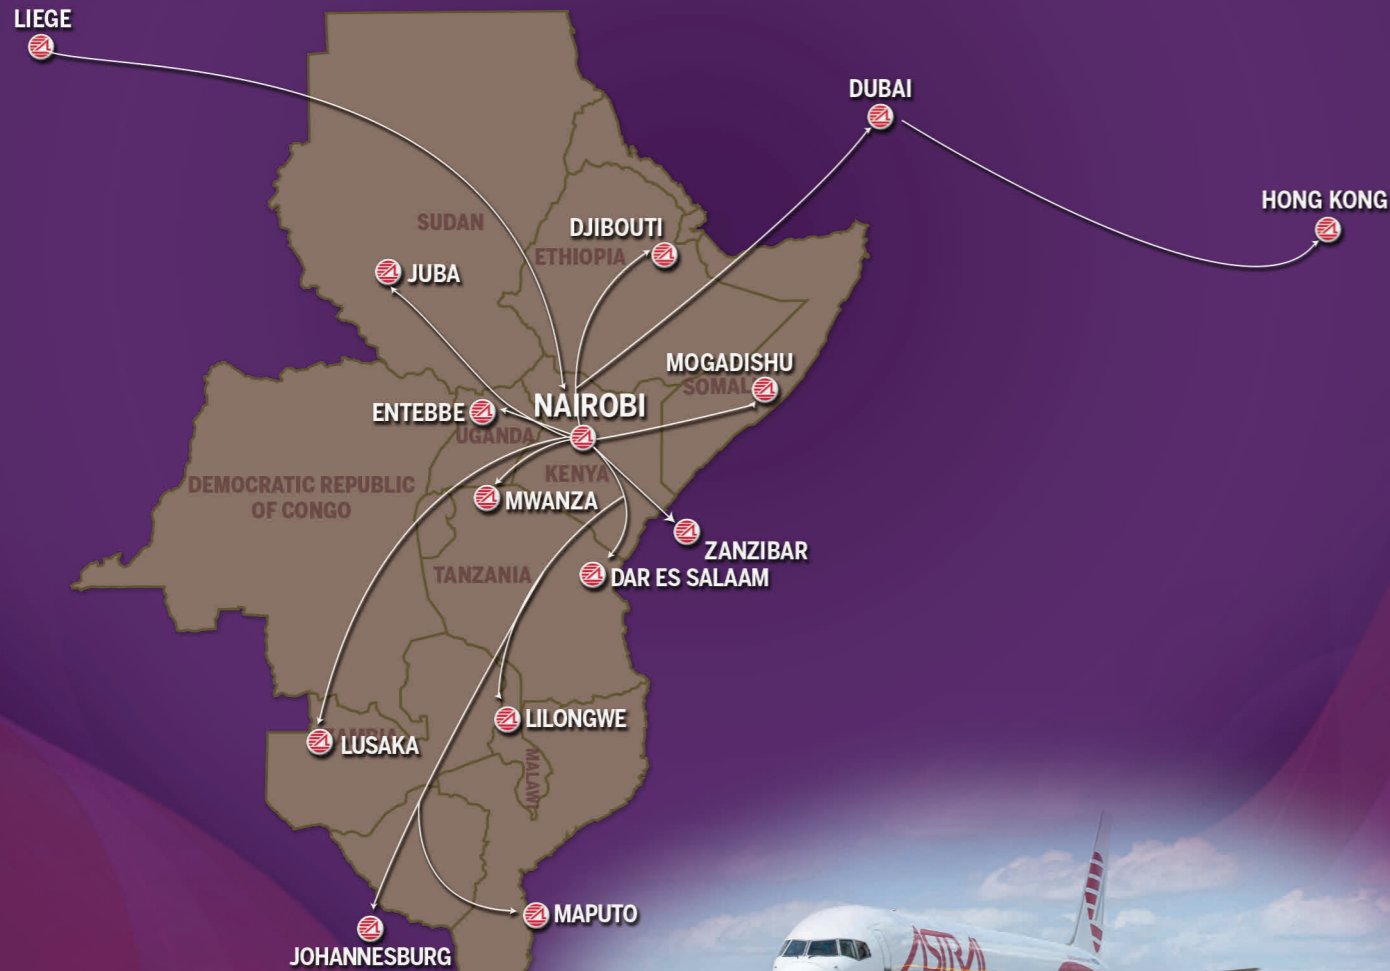 LIEGE
DUBAI
HONG KONG
SUDAN
DJIBOUTI
ETHIOPIA
JUBA
MOGADISHU
NAIROBI
ENTEBBE
UGANDA
KENYA
DEMOCRATIC REPUBLIC
OF CONGO
MWANZA
ZANZIBAR
TANZANIA
DAR ES SALAAM
LILONGWE
LUSAKA
MALAWI
MAPUTO
JOHANNESBURG